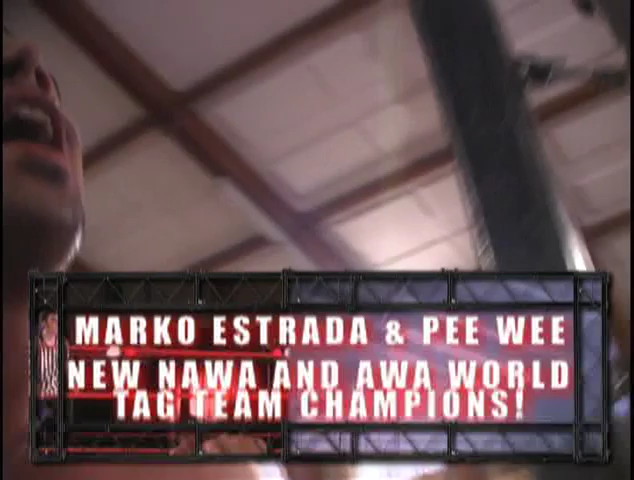 MARKO ESTRADA & PEE WEE
NEW NAWA AND AWA WORLD
TAG TEAM CHAMPIONS!